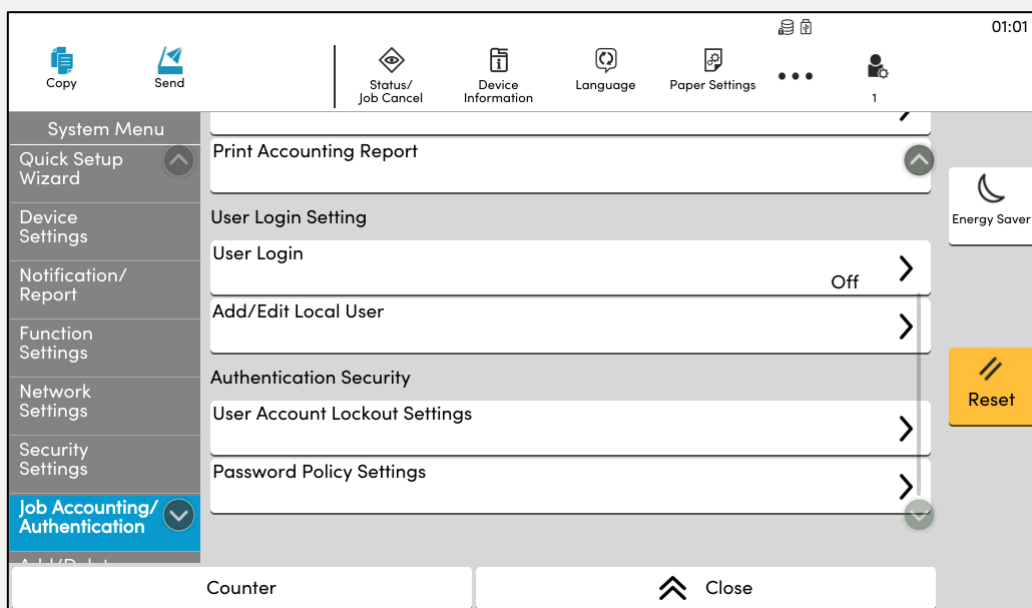 01:01
Copy
Send
Status/
Job Cancel
Device
Information
Language
Paper Settings
1
System Menu
Quick Setup
Wizard
Device
Settings
Notification/
Report
Function
Settings
Network
Settings
Security
Settings
Job Accounting/
Authentication
Print Accounting Report
User Login Setting
User Login
Off
Add/Edit Local User
Authentication Security
User Account Lockout Settings
Password Policy Settings
Energy Saver
Reset
Counter
Close